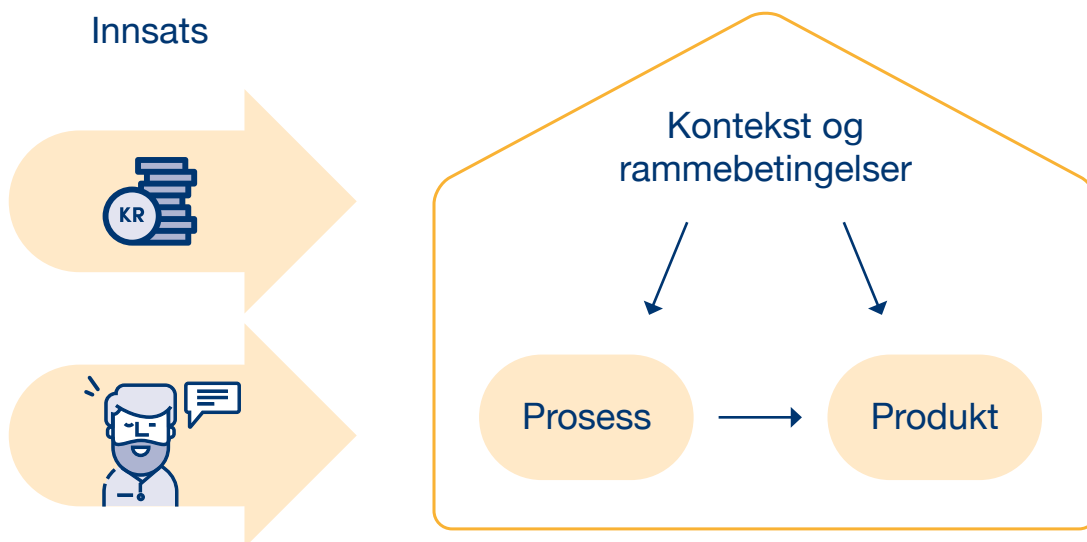 Innsats
KR
Kontekst og
rammebetingelser
Prosess
Produkt